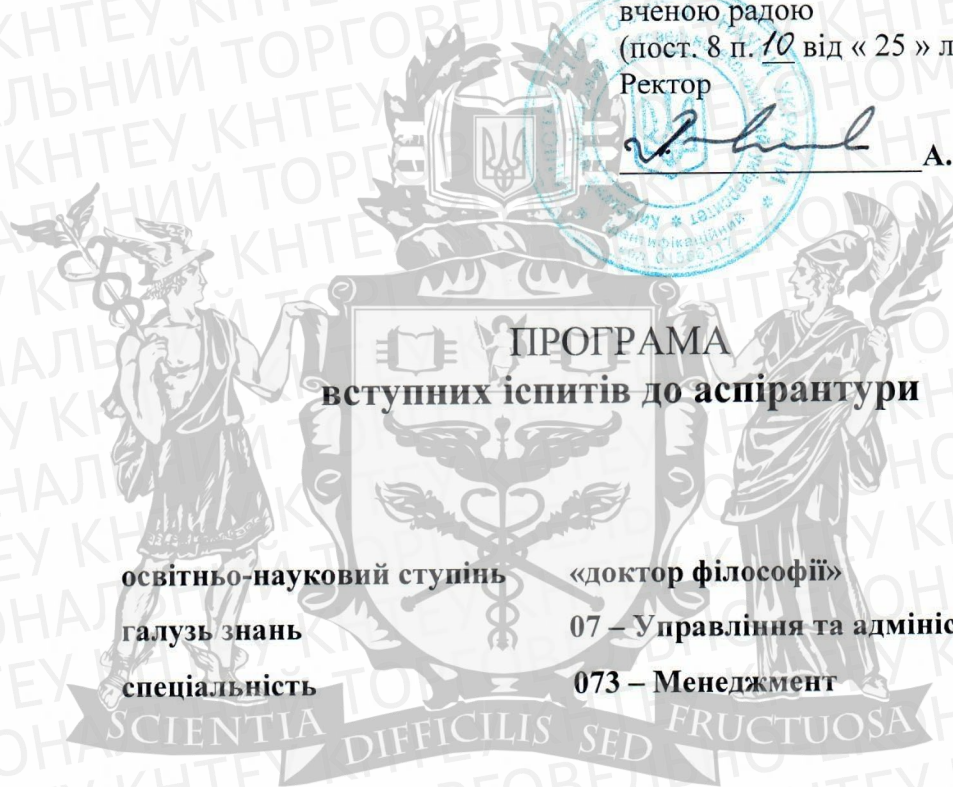 вченою радою
(пост. 8 п. 10 від « 25 » л
Ректор
А.
ПРОГРАМА
вступних іспитів до аспірантури
освітньо-науковий ступінь «доктор філософії»
галузь знань 07 – Управління та адмініс
спеціальність 073 – Менеджмент
SCIENTIA DIFFICILIS SED FRUCTUOSA